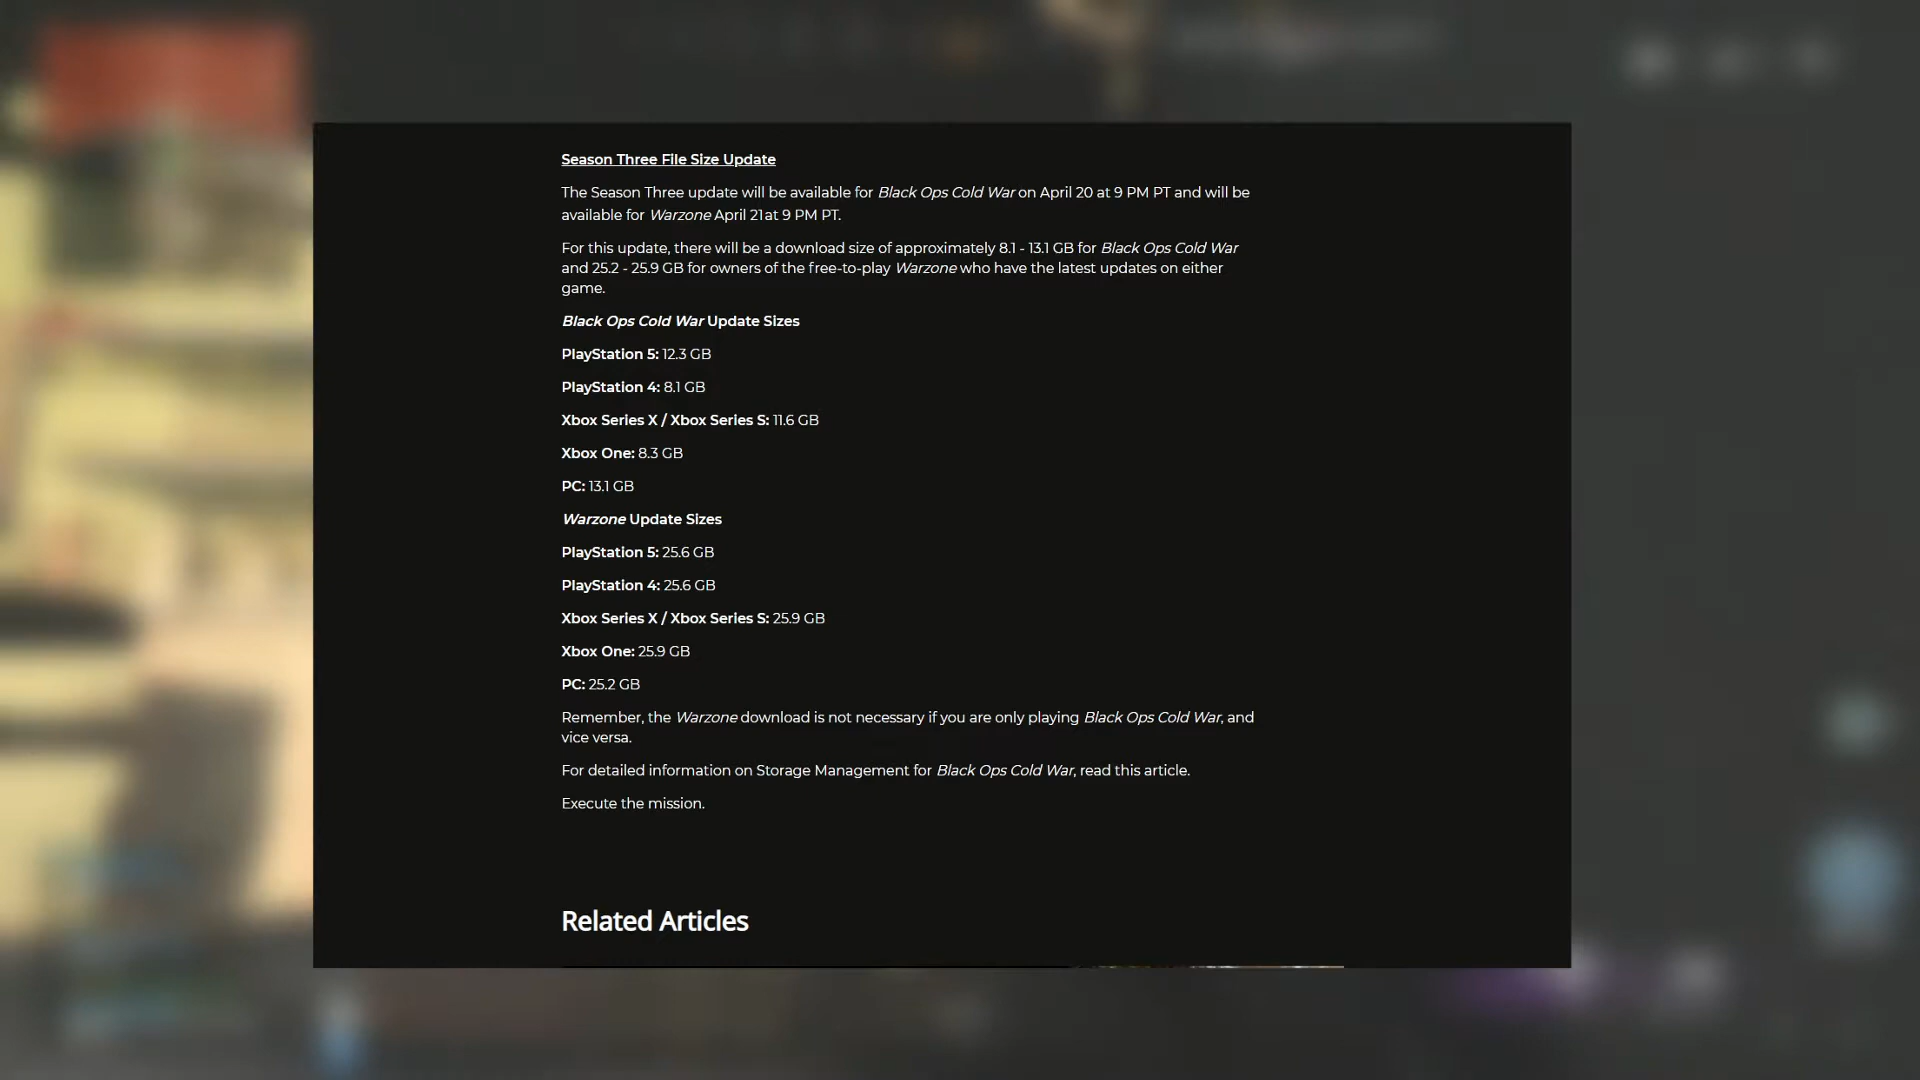 Season Three File Size Update
The Season Three update will be available for Black Ops Cold War on April 20 at 9 PM PT and will be
available for Warzone April 21at 9 PM PT.
For this update, there will be a download size of approximately 8.1 - 13.1 GB for Black Ops Cold War
and 25.2 - 25.9 GB for owners of the free-to-play Warzone who have the latest updates on either
game.
Black Ops Cold War Update Sizes
PlayStation 5: 12.3 GB
PlayStation 4: 8.1 GB
Xbox Series X / Xbox Series S: 11.6 GB
Xbox One: 8.3 GB
PC: 13.1 GB
Warzone Update Sizes
PlayStation 5: 25.6 GB
PlayStation 4: 25.6 GB
Xbox Series X / Xbox Series S: 25.9 GB
Xbox One: 25.9 GB
PC: 25.2 GB
Remember, the Warzone download is not necessary if you are only playing Black Ops Cold War, and
vice versa.
For detailed information on Storage Management for Black Ops Cold War, read this article.
Execute the mission.
Related Articles